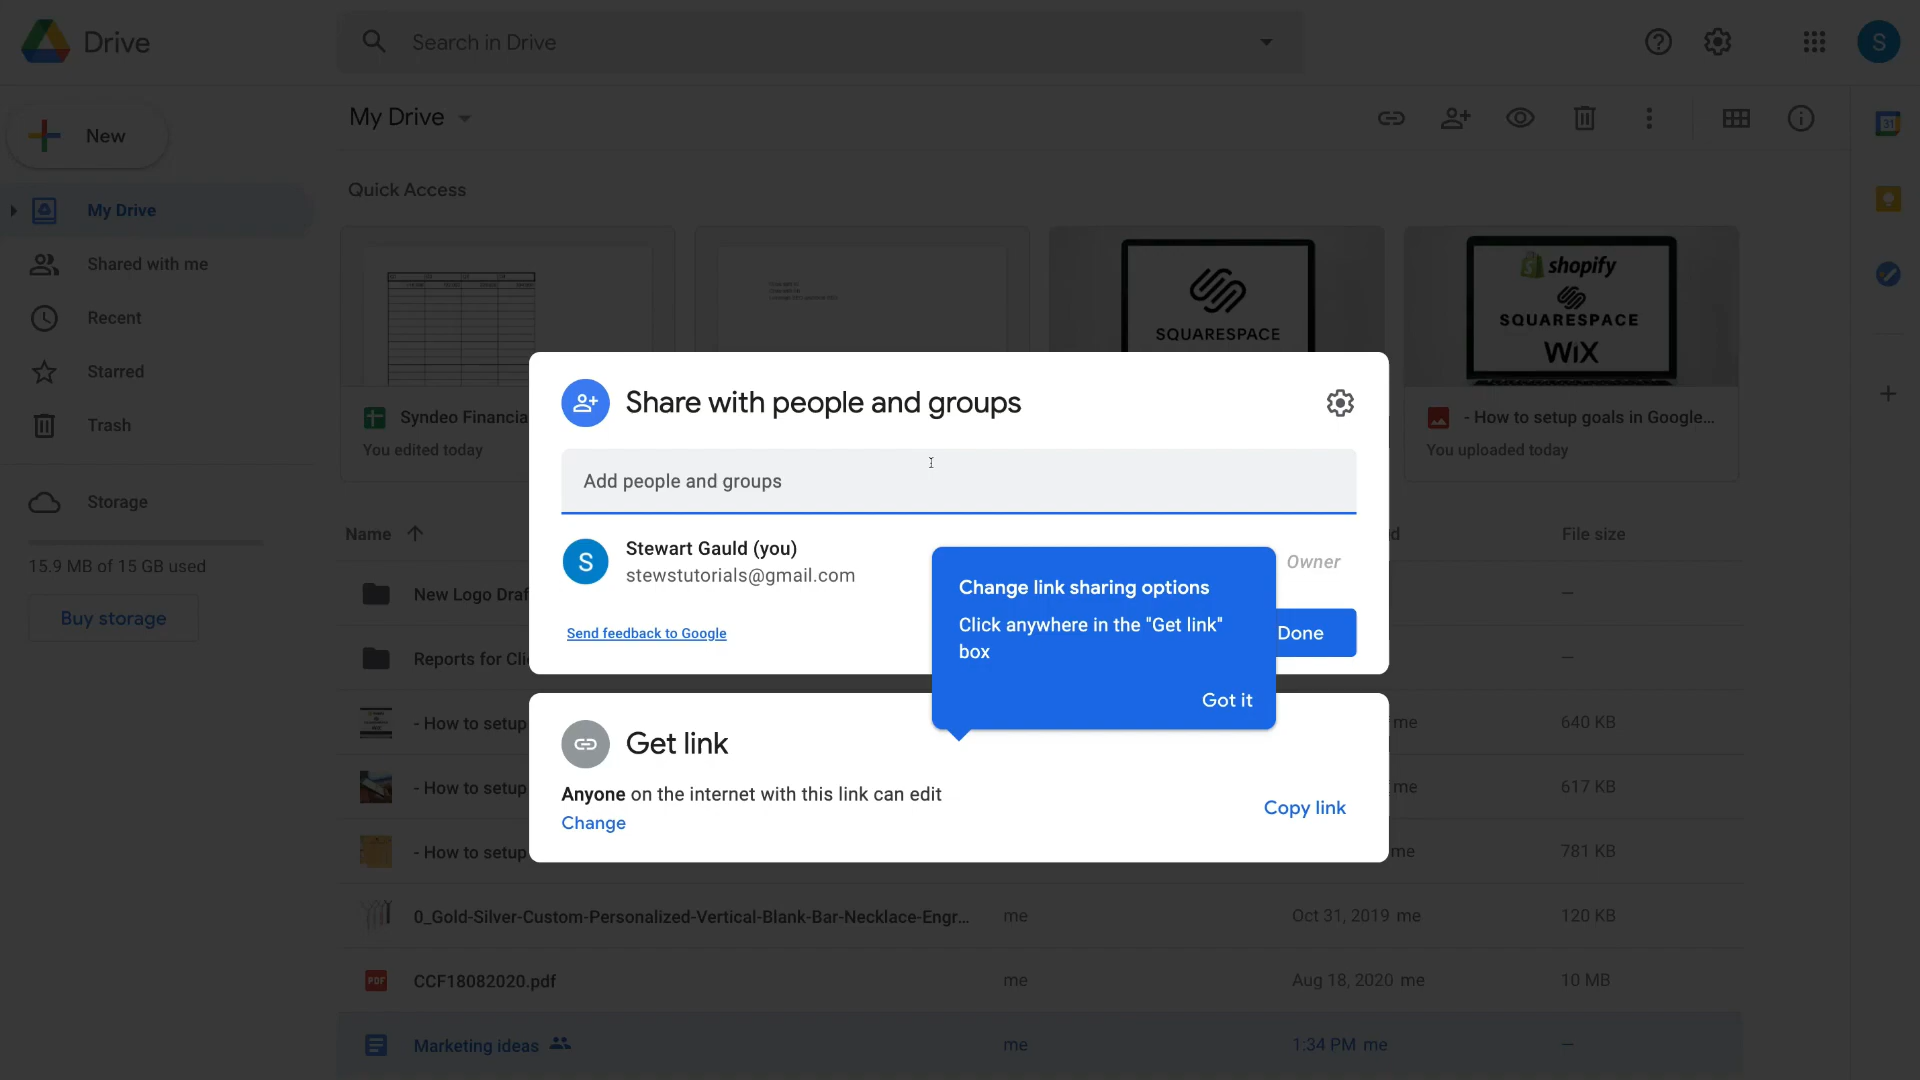 Drive
Search in Drive
S
New
My Drive
31
Quick Access
My Drive
Shared with me
Recent
Starred
Trash
Storage
15.9 MB of 15 GB used
Buy storage
SQUARESPACE
shopify
SQUARESPACE
WiX
Syndeo Financia
You edited today
- How to setup goals in Google...
You uploaded today
Share with people and groups
Add people and groups
S
Stewart Gauld (you)
stewstutorials@gmail.com
Owner
Send feedback to Google
Done
Change link sharing options
Click anywhere in the "Get link"
box
Got it
Get link
Anyone on the internet with this link can edit
Change
Copy link
Name
File size
New Logo Draf
–
Reports for Cli
–
- How to setup
me
640 KB
- How to setup
me
617 KB
- How to setup
me
781 KB
0_Gold-Silver-Custom-Personalized-Vertical-Blank-Bar-Necklace-Engr...
me
Oct 31, 2019 me
120 KB
PDF
CCF18082020.pdf
me
Aug 18, 2020 me
10 MB
Marketing ideas
me
1:34 PM me
–